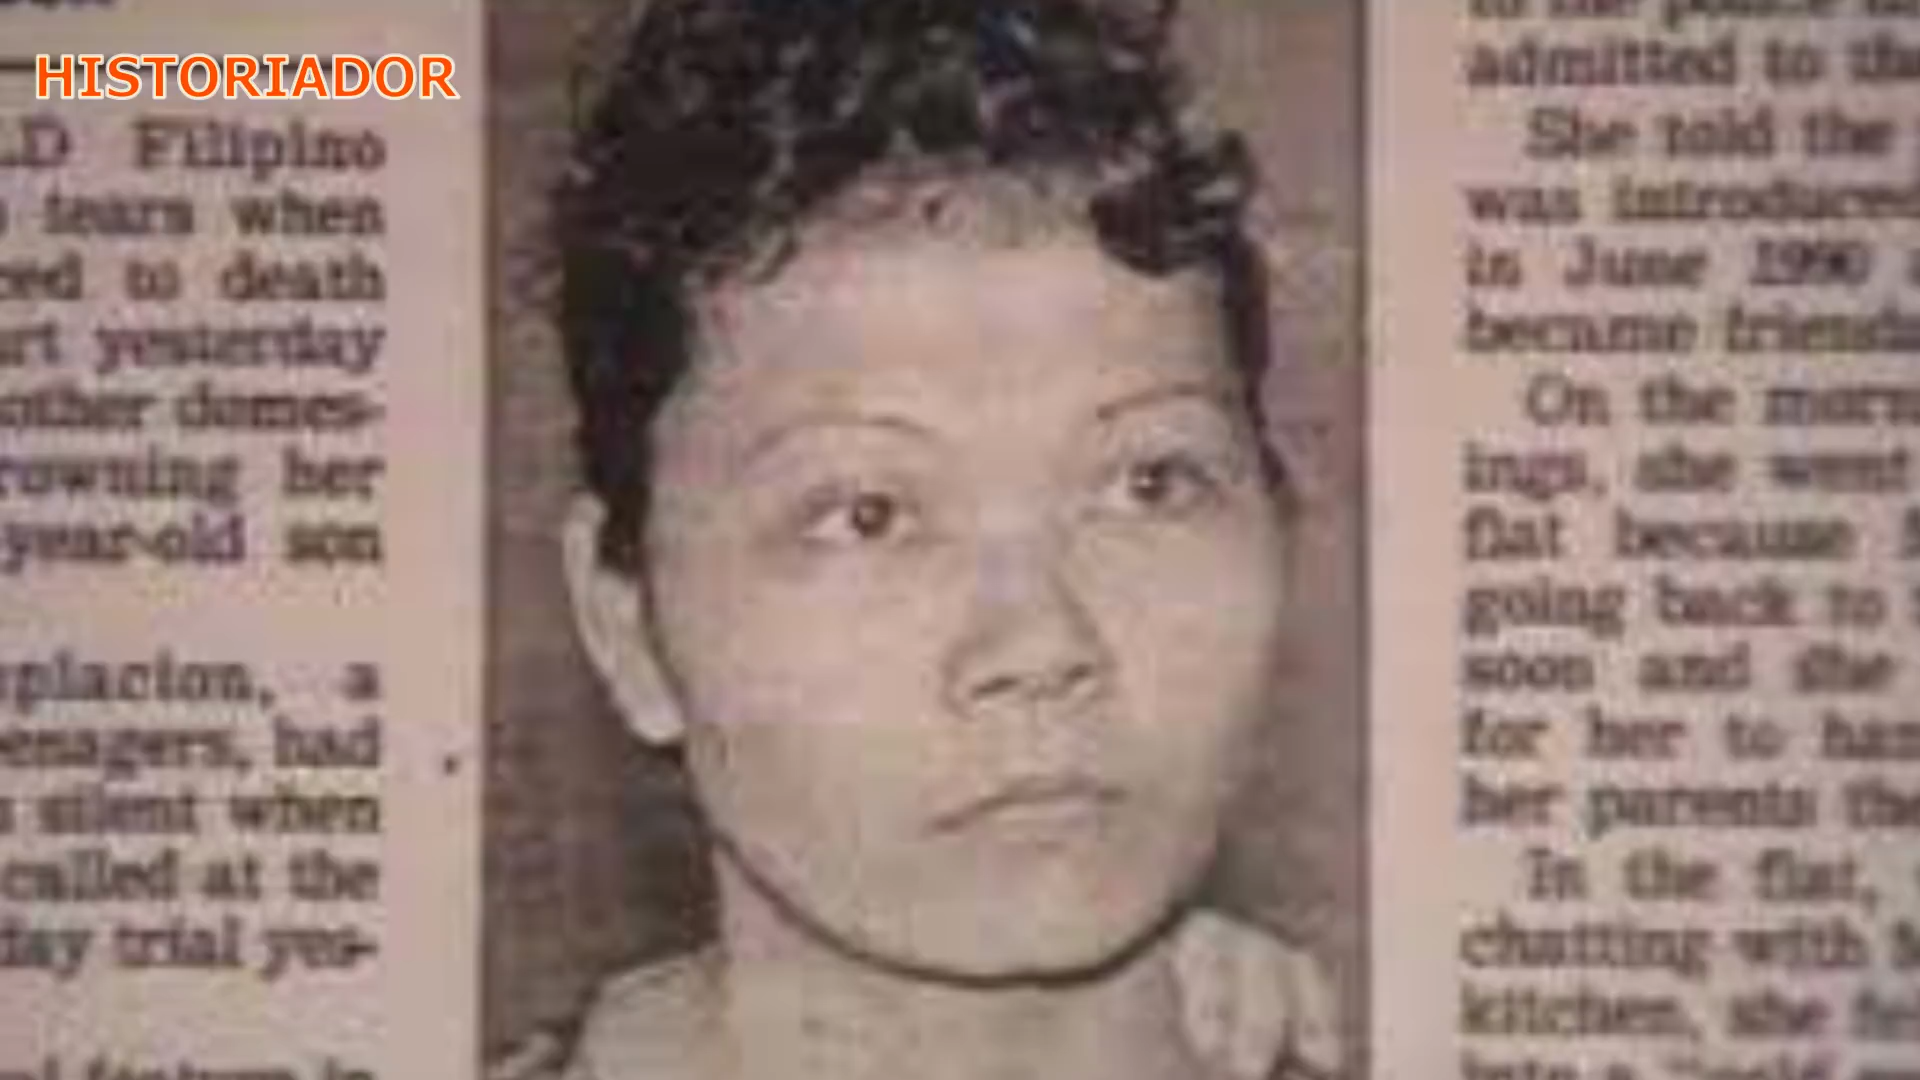 HISTORIADOR
LD Filipino
tears when
ced to death
rt yesterday
other domes-
rowning her
year-old son
placion, a
enagers, had
silent when
called at the
day trial yes-
admitted to the
She told the
was introduced
in June 1990
became friends
On the morn
ings, she went
flat because
going back to
soon and she
for her to han
her parents the
In the flat,
chatting with
kitchen, she